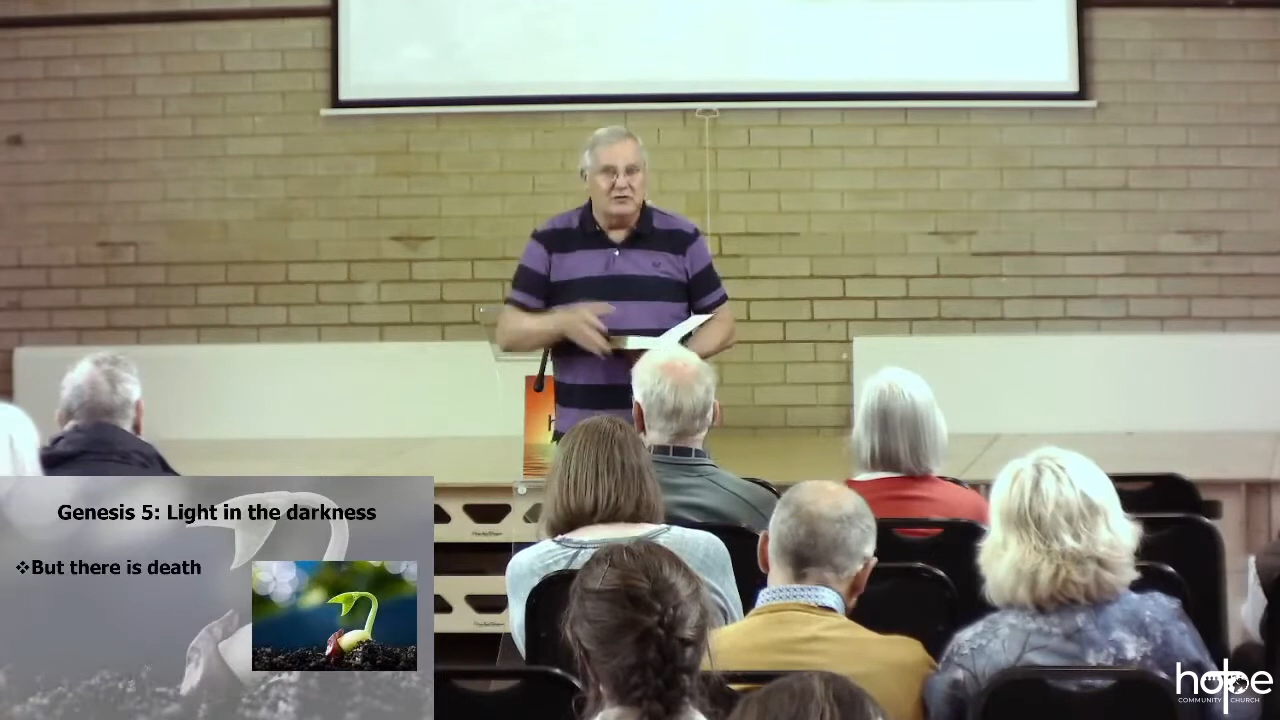 Genesis 5: Light in the darkness
❖But there is death
hope
COMMUNITY CHURCH